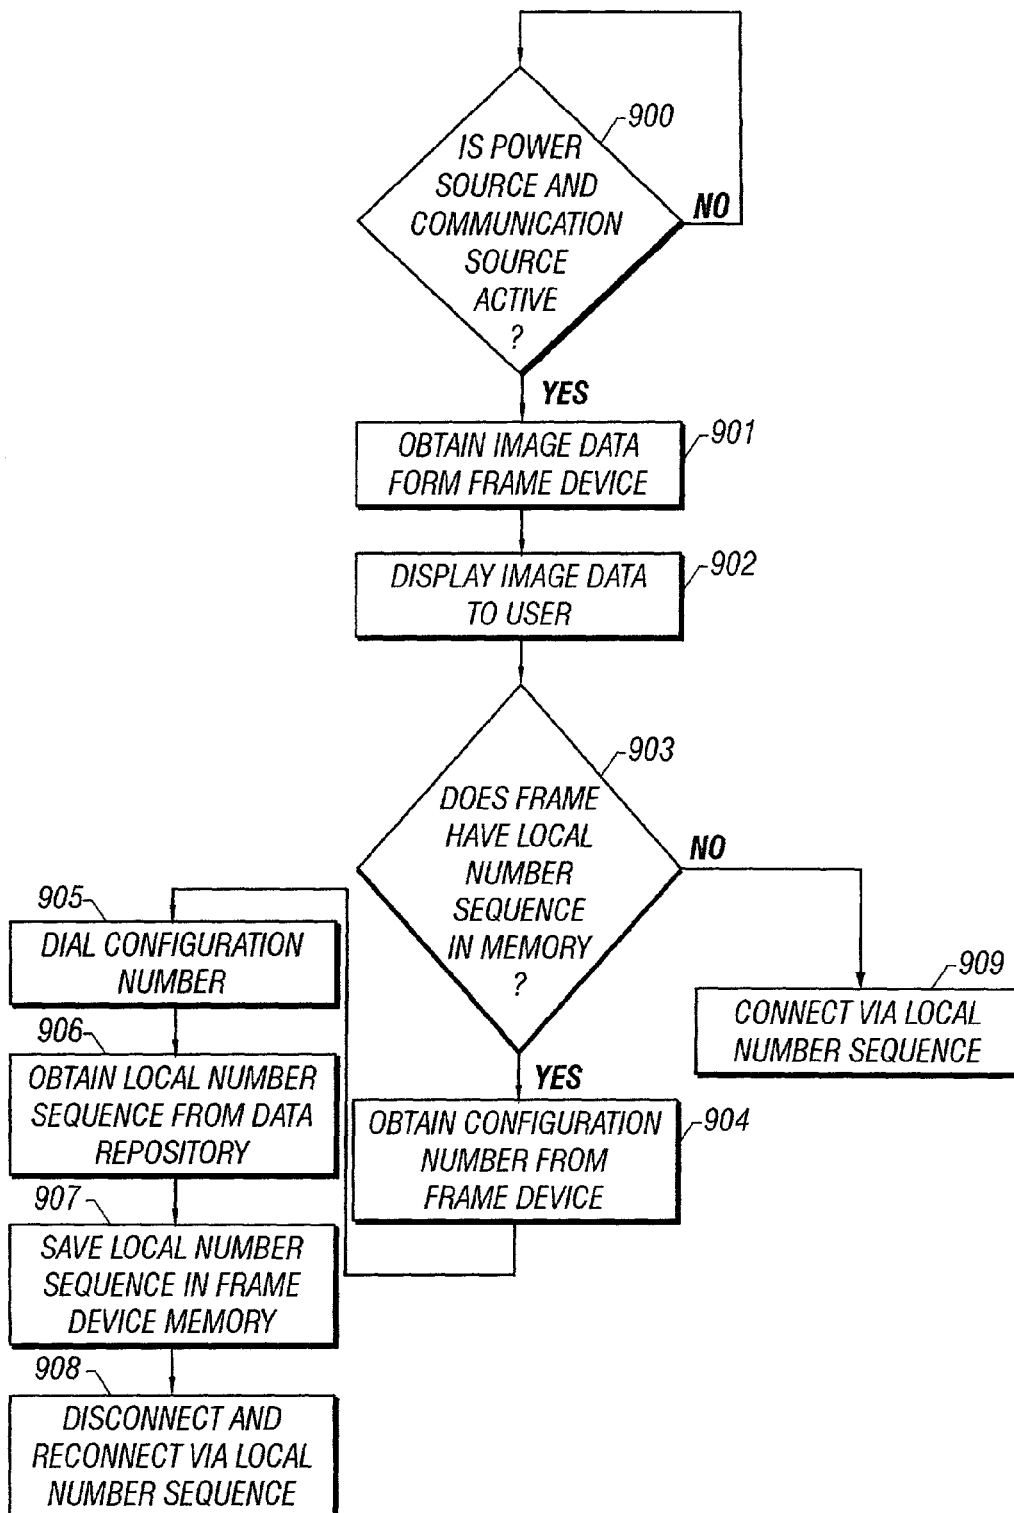 900
IS POWER
SOURCE AND
COMMUNICATION
SOURCE
ACTIVE
?
NO
YES
901
OBTAIN IMAGE DATA
FORM FRAME DEVICE
902
DISPLAY IMAGE DATA
TO USER
903
DOES FRAME
HAVE LOCAL
NUMBER
SEQUENCE
IN MEMORY
?
NO
YES
909
CONNECT VIA LOCAL
NUMBER SEQUENCE
904
OBTAIN CONFIGURATION
NUMBER FROM
FRAME DEVICE
905
DIAL CONFIGURATION
NUMBER
906
OBTAIN LOCAL NUMBER
SEQUENCE FROM DATA
REPOSITORY
907
SAVE LOCAL NUMBER
SEQUENCE IN FRAME
DEVICE MEMORY
908
DISCONNECT AND
RECONNECT VIA LOCAL
NUMBER SEQUENCE